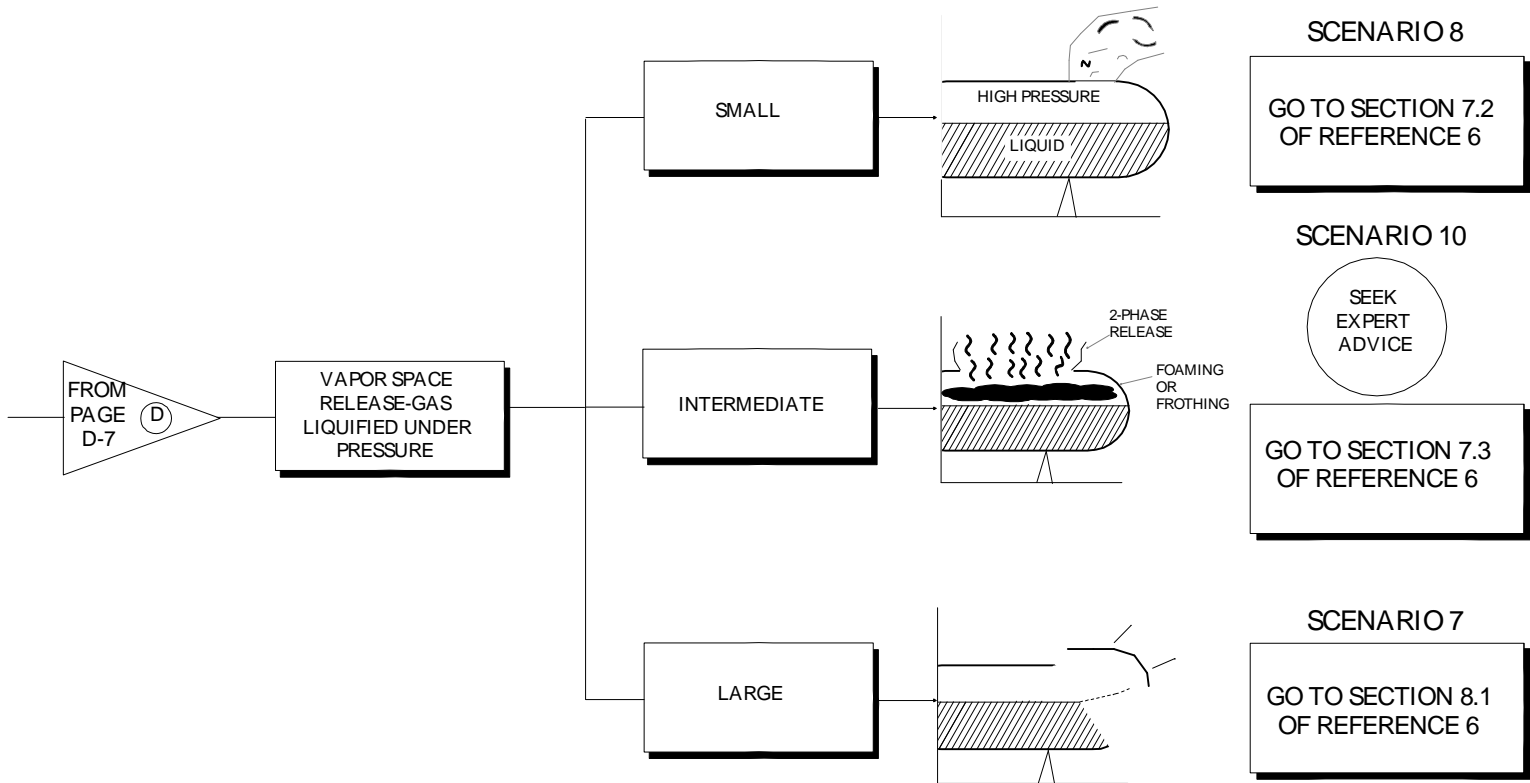 FROM
PAGE
D-7
D
VAPOR SPACE
RELEASE-GAS
LIQUIFIED UNDER
PRESSURE
SMALL
HIGH PRESSURE
LIQUID
SCENARIO 8
GO TO SECTION 7.2
OF REFERENCE 6
INTERMEDIATE
2-PHASE
RELEASE
FOAMING
OR
FROTHING
SCENARIO 10
SEEK
EXPERT
ADVICE
GO TO SECTION 7.3
OF REFERENCE 6
LARGE
SCENARIO 7
GO TO SECTION 8.1
OF REFERENCE 6